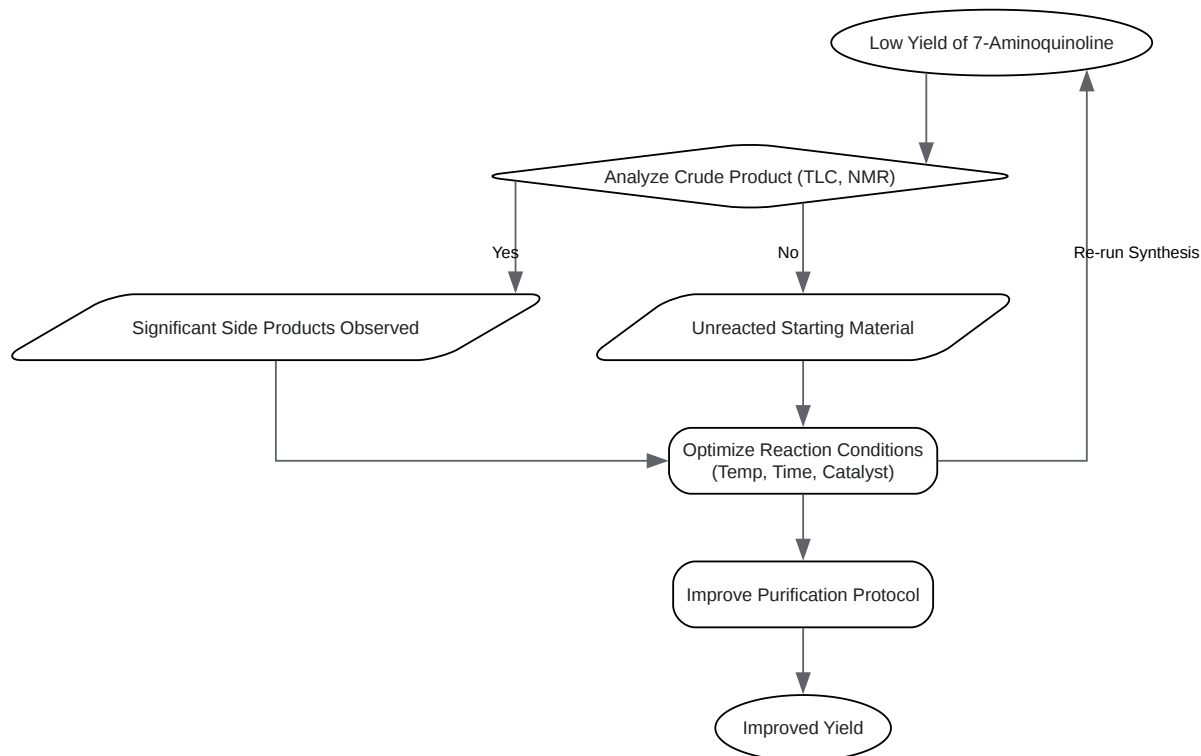 Low Yield of 7-Aminoquinoline
Analyze Crude Product (TLC, NMR)
Yes
No
Re-run Synthesis
Significant Side Products Observed
Unreacted Starting Material
Optimize Reaction Conditions
(Temp, Time, Catalyst)
Improve Purification Protocol
Improved Yield